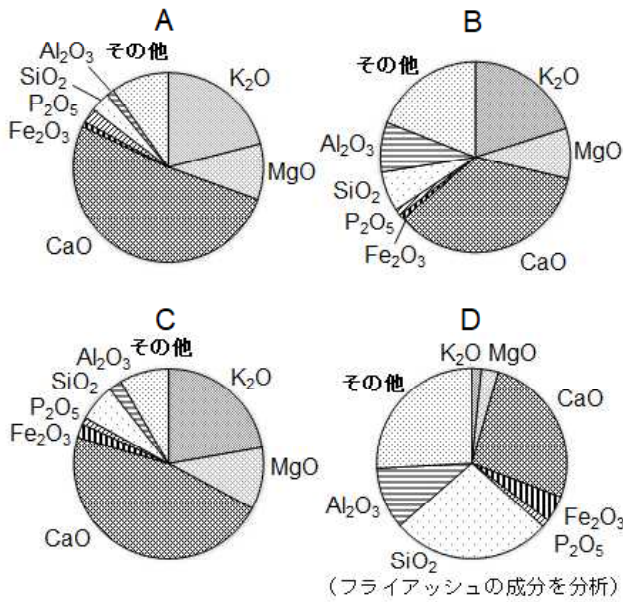 A
Al₂O₃
その他
SiO₂
P₂O₅
Fe₂O₃
K₂O
MgO
CaO
B
その他
K₂O
MgO
Al₂O₃
SiO₂
P₂O₅
Fe₂O₃
CaO
C
Al₂O₃
その他
SiO₂
P₂O₅
Fe₂O₃
K₂O
MgO
CaO
D
K₂O
MgO
その他
CaO
Al₂O₃
Fe₂O₃
P₂O₅
SiO₂
(フライアッシュの成分を分析)